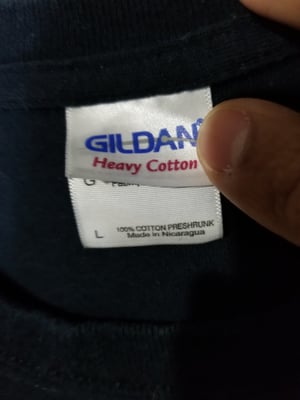 GILDAN
Heavy Cotton
G
100% COTTON PRESHRUNK
L
Made in Nicaragua